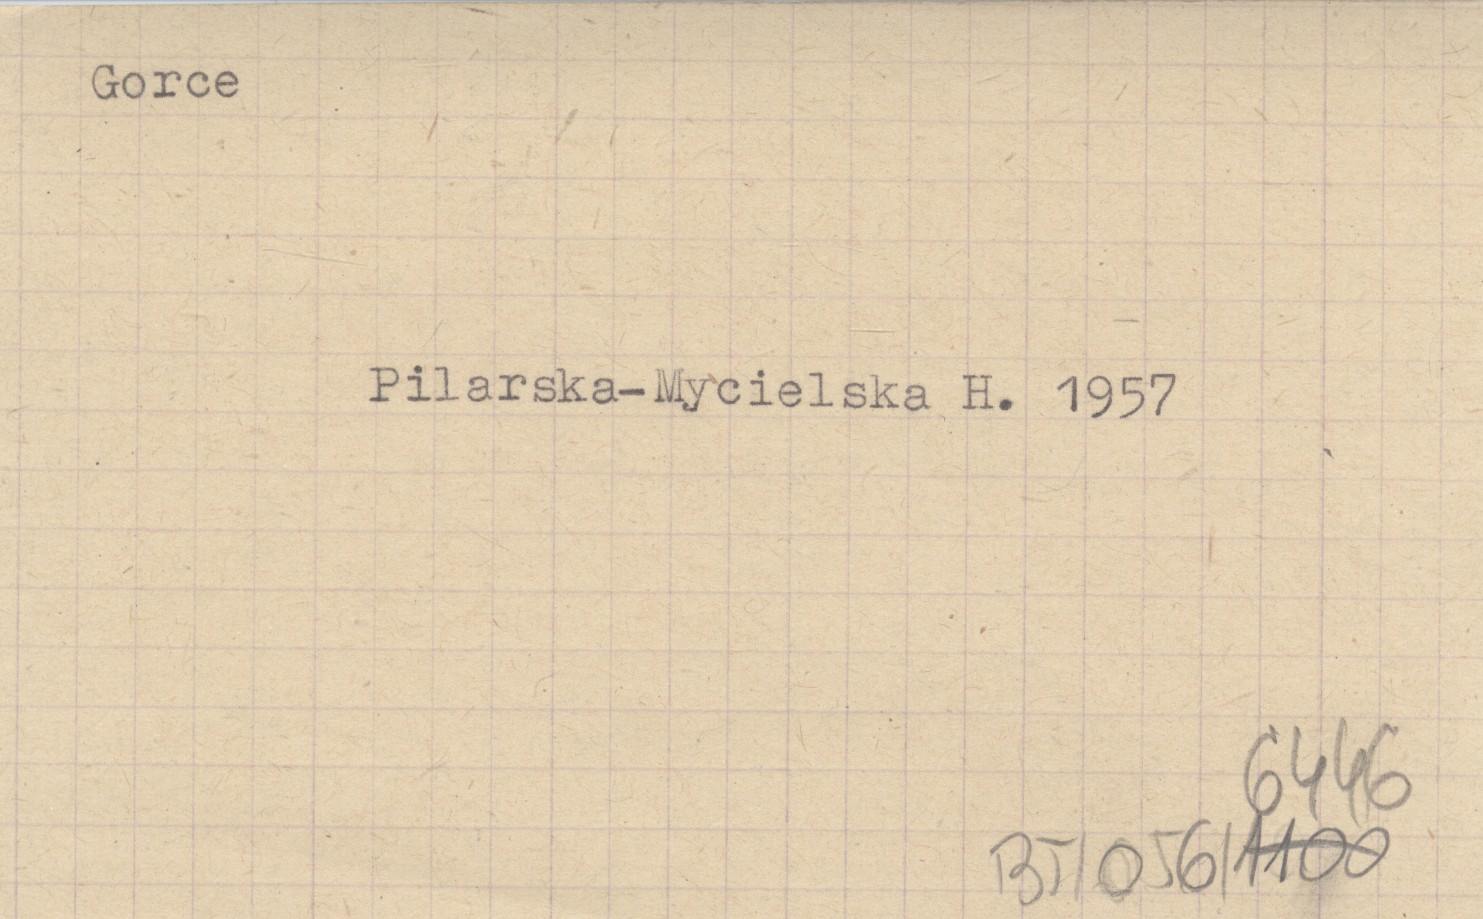 Gorce
Pilarska-Mycielska H. 1957
6446
BT/056/1100